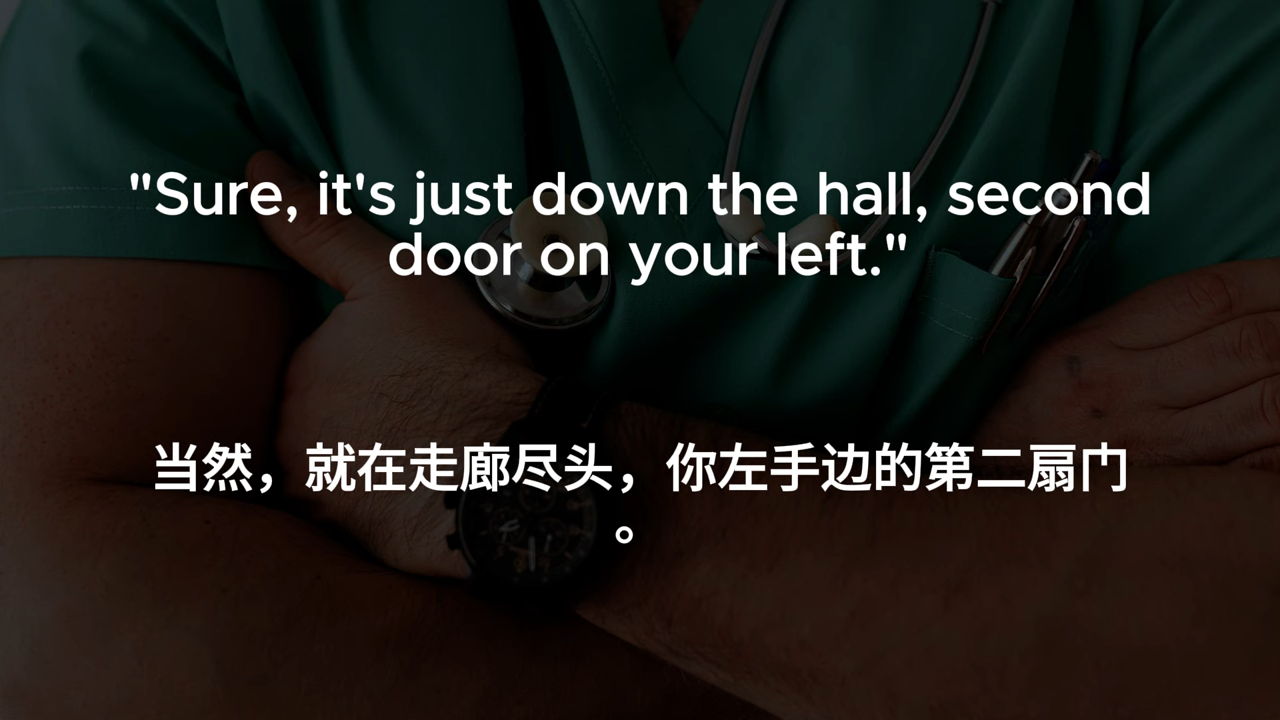 "Sure, it's just down the hall, second
door on your left."
当然，就在走廊尽头，你左手边的第二扇门
。